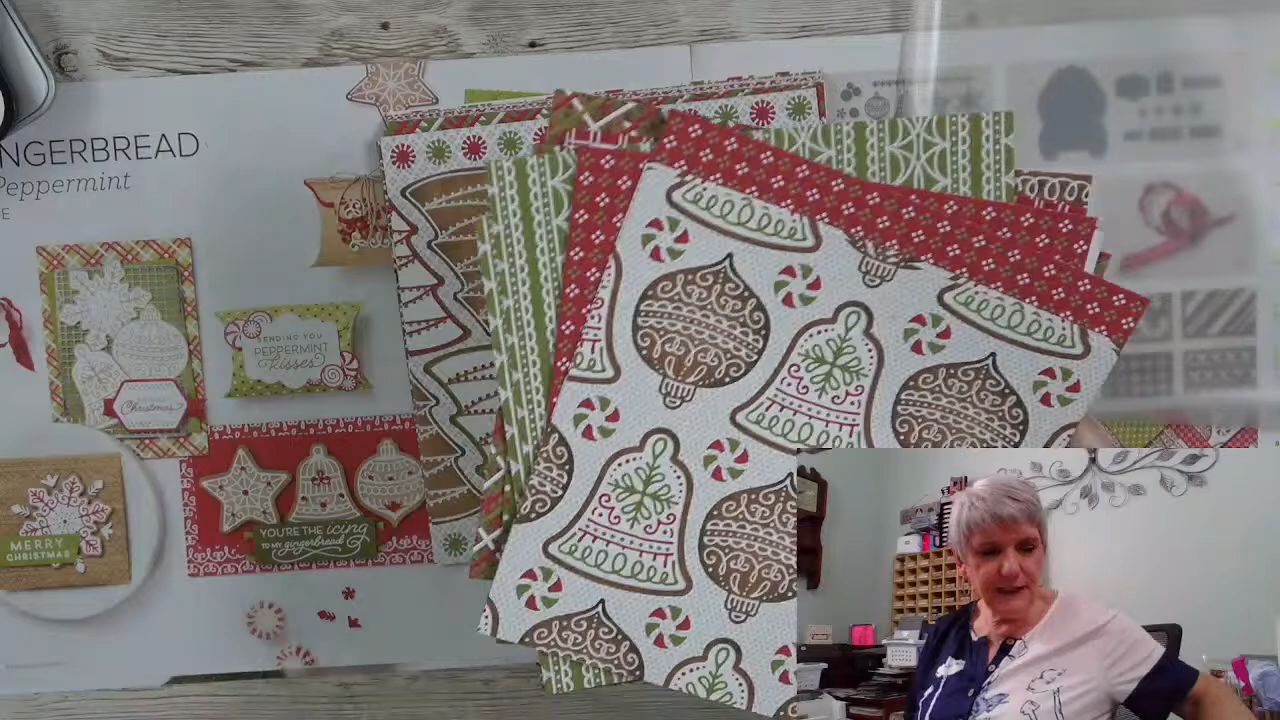 NGERBREAD
Peppermint
E
SENDING YOU
PEPPERMINT
kisses
Christmas
YOU'RE THE icing
TO MY gingerbread
MERRY
CHRISTMAS